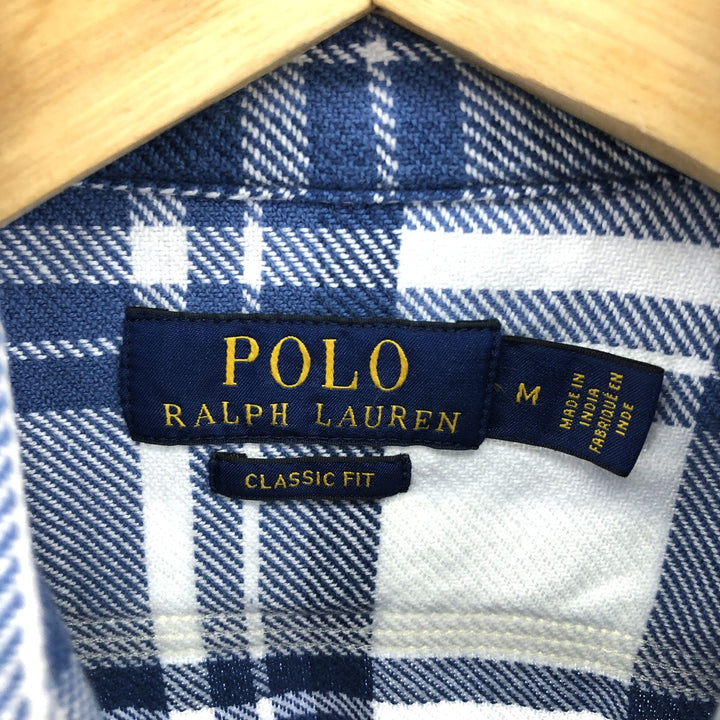 POLO
RALPH LAUREN
M
MADE IN
INDIA
FABRIQUÉ EN
INDE
CLASSIC FIT